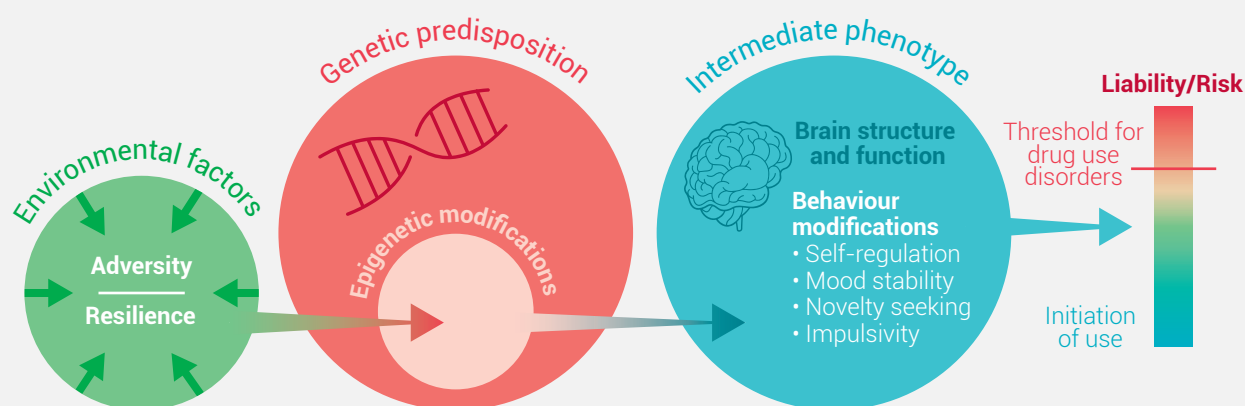 Environmental factors
Adversity
Resilience
Genetic predisposition
Epigenetic modifications
Intermediate phenotype
Brain structure
and function
Behaviour
modifications
• Self-regulation
• Mood stability
• Novelty seeking
• Impulsivity
Liability/Risk
Threshold for
drug use
disorders
Initiation
of use